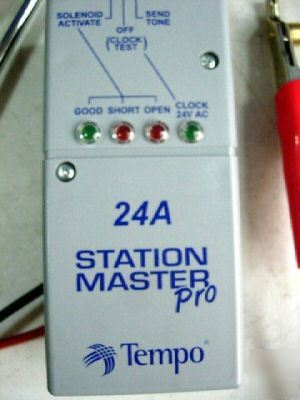 SOLENOID
ACTIVATE
SEND
TONE
OFF
(CLOCK
TEST)
GOOD SHORT OPEN
CLOCK
24V AC
24A
STATION
MASTER
pro
Tempo®